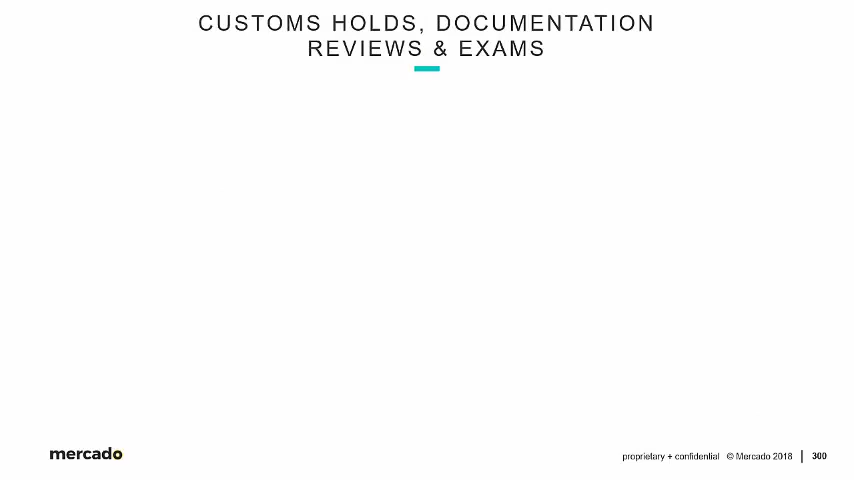 CUSTOMS HOLDS, DOCUMENTATION
REVIEWS & EXAMS
mercado
proprietary + confidential © Mercado 2018 | 300